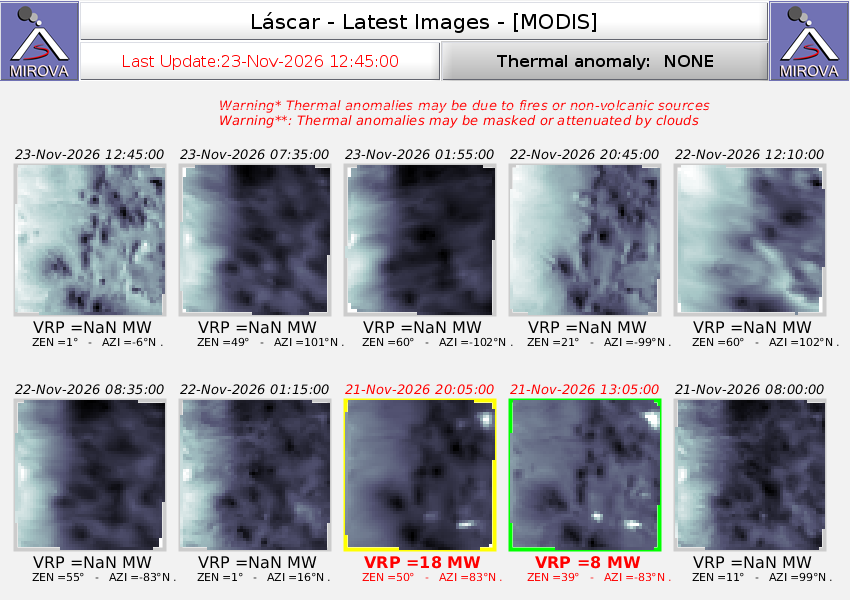 Láscar - Latest Images - [MODIS]
MIROVA
Last Update:23-Nov-2026 12:45:00
Thermal anomaly: NONE
MIROVA
Warning* Thermal anomalies may be due to fires or non-volcanic sources
Warning**: Thermal anomalies may be masked or attenuated by clouds
23-Nov-2026 12:45:00
23-Nov-2026 07:35:00
23-Nov-2026 01:55:00
22-Nov-2026 20:45:00
22-Nov-2026 12:10:00
VRP =NaN MW
VRP =NaN MW
VRP =NaN MW
VRP =NaN MW
VRP =NaN MW
ZEN =1° - AZI =-6°N .
ZEN =49° - AZI =101°N .
ZEN =60° - AZI =-102°N .
ZEN =21° - AZI =-99°N .
ZEN =60° - AZI =102°N .
22-Nov-2026 08:35:00
22-Nov-2026 01:15:00
21-Nov-2026 20:05:00
21-Nov-2026 13:05:00
21-Nov-2026 08:00:00
VRP =NaN MW
VRP =NaN MW
VRP =18 MW
VRP =8 MW
VRP =NaN MW
ZEN =55° - AZI =-83°N .
ZEN =1° - AZI =16°N .
ZEN =50° - AZI =83°N .
ZEN =39° - AZI =-83°N .
ZEN =11° - AZI =99°N .